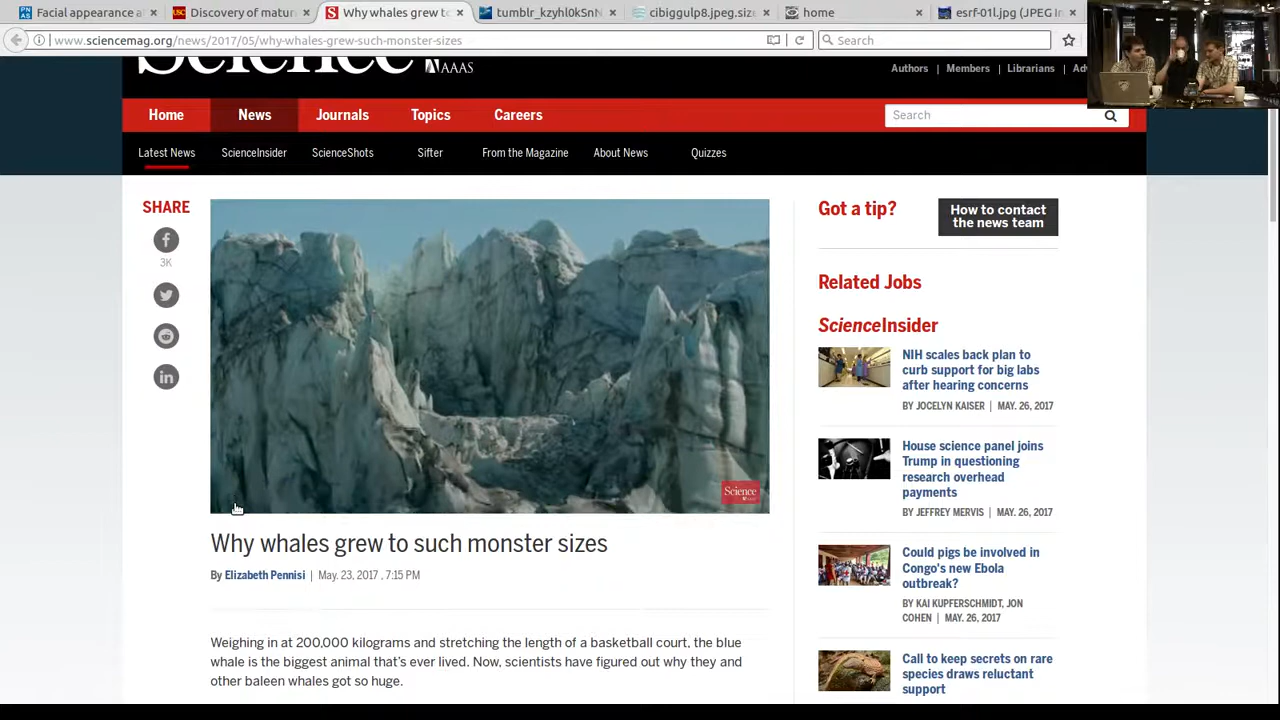 Facial appearance a
Discovery of matur
Why whales grew to
tumblr_kzyhl0kSnN
cibiggulp8.jpeg.siz
home
esrf-01l.jpg (JPEG I
www.sciencemag.org/news/2017/05/why-whales-grew-such-monster-sizes
Search
Science
AAAS
Authors | Members | Librarians | Adv
Home
News
Journals
Topics
Careers
Search
Latest News
ScienceInsider
ScienceShots
Sifter
From the Magazine
About News
Quizzes
SHARE
3K
Science
AAAS
Why whales grew to such monster sizes
By Elizabeth Pennisi | May. 23, 2017 , 7:15 PM
Weighing in at 200,000 kilograms and stretching the length of a basketball court, the blue
whale is the biggest animal that's ever lived. Now, scientists have figured out why they and
other baleen whales got so huge.
Got a tip?
How to contact
the news team
Related Jobs
ScienceInsider
NIH scales back plan to
curb support for big labs
after hearing concerns
BY JOCELYN KAISER | MAY. 26, 2017
House science panel joins
Trump in questioning
research overhead
payments
BY JEFFREY MERVIS | MAY. 26, 2017
Could pigs be involved in
Congo's new Ebola
outbreak?
BY KAI KUPFERSCHMIDT, JON
COHEN | MAY. 26, 2017
Call to keep secrets on rare
species draws reluctant
support